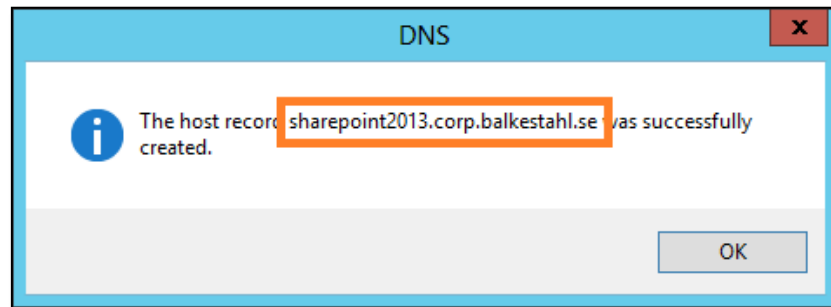 DNS
x
The host record sharepoint2013.corp.balkestahl.se was successfully
created.
OK